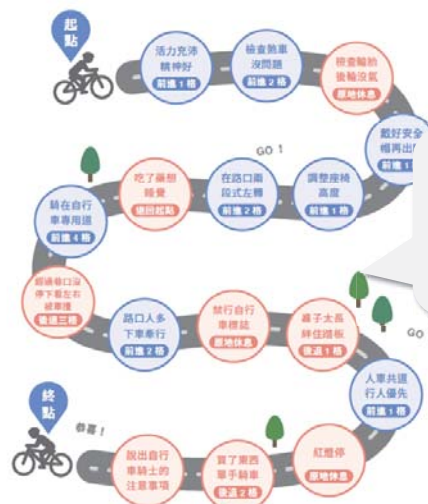 起點
活力充沛
精神好
前進1格
檢查煞車
沒問題
前進2格
檢查輪胎
後輪沒氣
原地休息
戴好安全
帽再出
前進1
GO 1
調整座椅
高度
前進1格
在路口兩
段式左轉
前進2格
吃了藥想
睡覺
退回起點
騎在自行
車專用道
前進4格
經過巷口沒
停下看左右
被車撞
後退三格
路口人多
下車牽行
前進2格
禁行自行
車標誌
原地休息
褲子太長
絆住踏板
後退1格
GO
人車共道
行人優先
前進1格
紅燈停
原地休息
買了東西
單手騎車
後退2格
說出自行
車騎士的
注意事項
恭喜!
終點